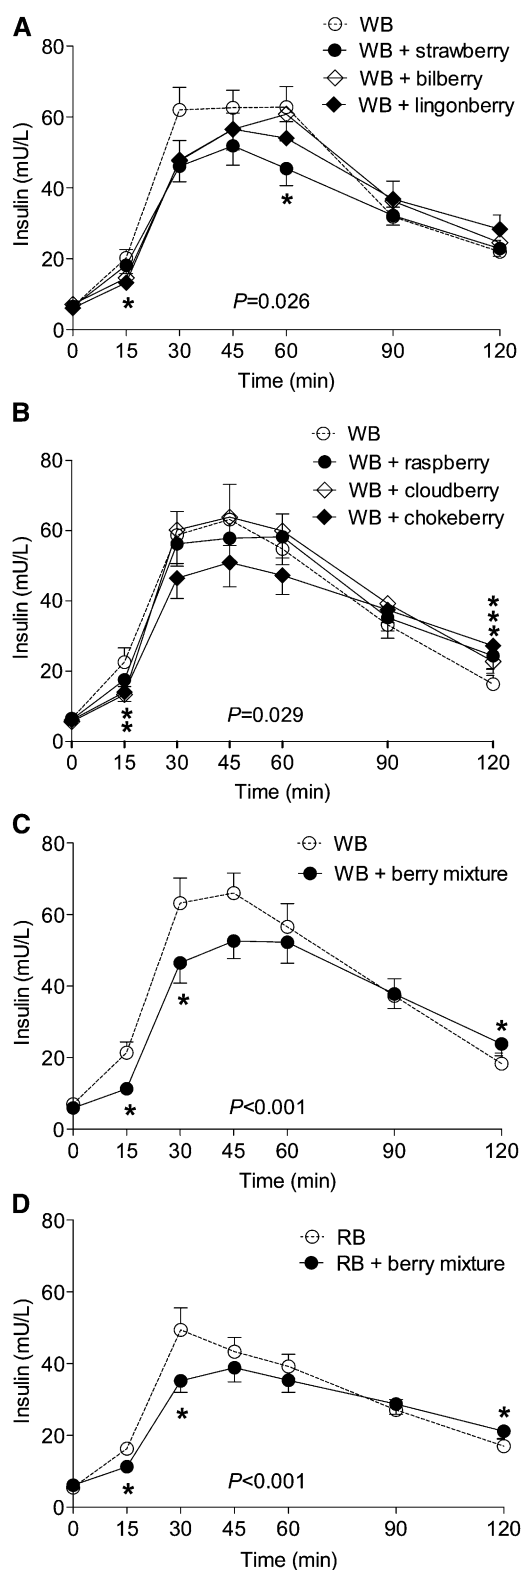 A
WB
WB + strawberry
WB + bilberry
WB + lingonberry
80
60
40
20
0
Insulin (mU/L)
*
*
P=0.026
0 15 30 45 60 90 120
Time (min)
B
WB
WB + raspberry
WB + cloudberry
WB + chokeberry
80
60
40
20
0
Insulin (mU/L)
*
*
*
*
*
P=0.029
0 15 30 45 60 90 120
Time (min)
C
WB
WB + berry mixture
80
60
40
20
0
Insulin (mU/L)
*
*
*
P<0.001
0 15 30 45 60 90 120
Time (min)
D
RB
RB + berry mixture
80
60
40
20
0
Insulin (mU/L)
*
*
*
P<0.001
0 15 30 45 60 90 120
Time (min)